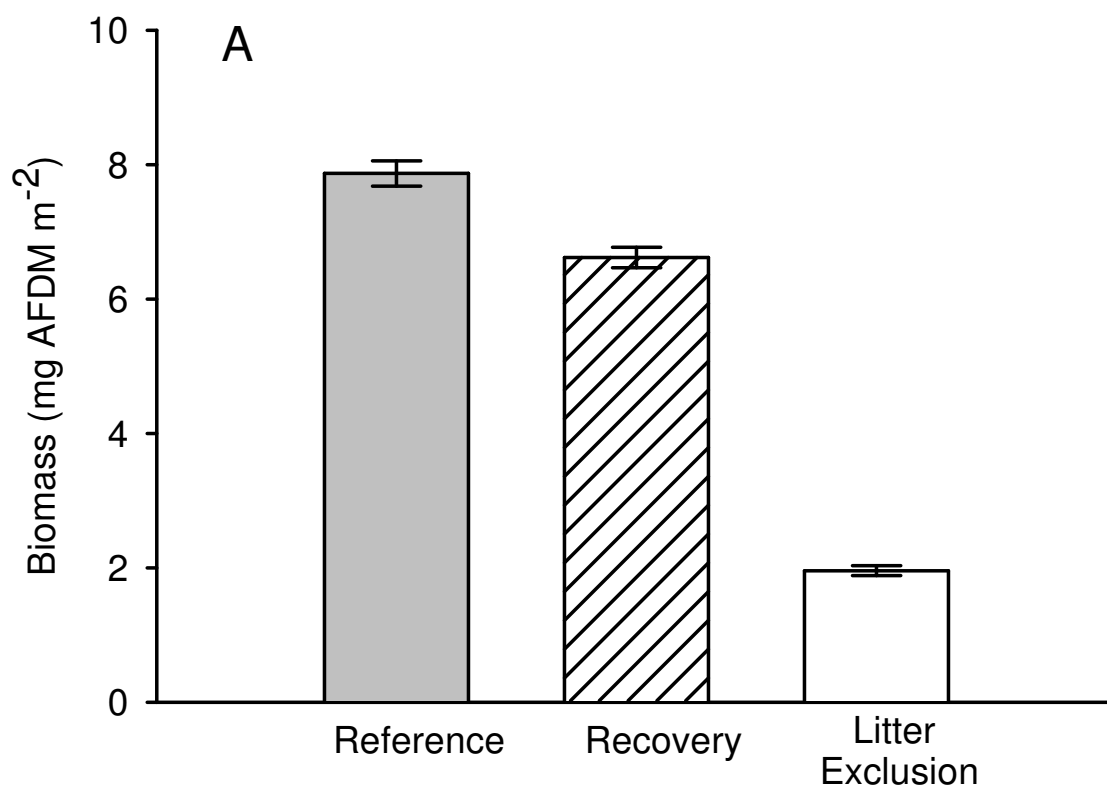 A
10
8
6
4
2
0
Biomass (mg AFDM m⁻²)
Reference
Recovery
Litter
Exclusion